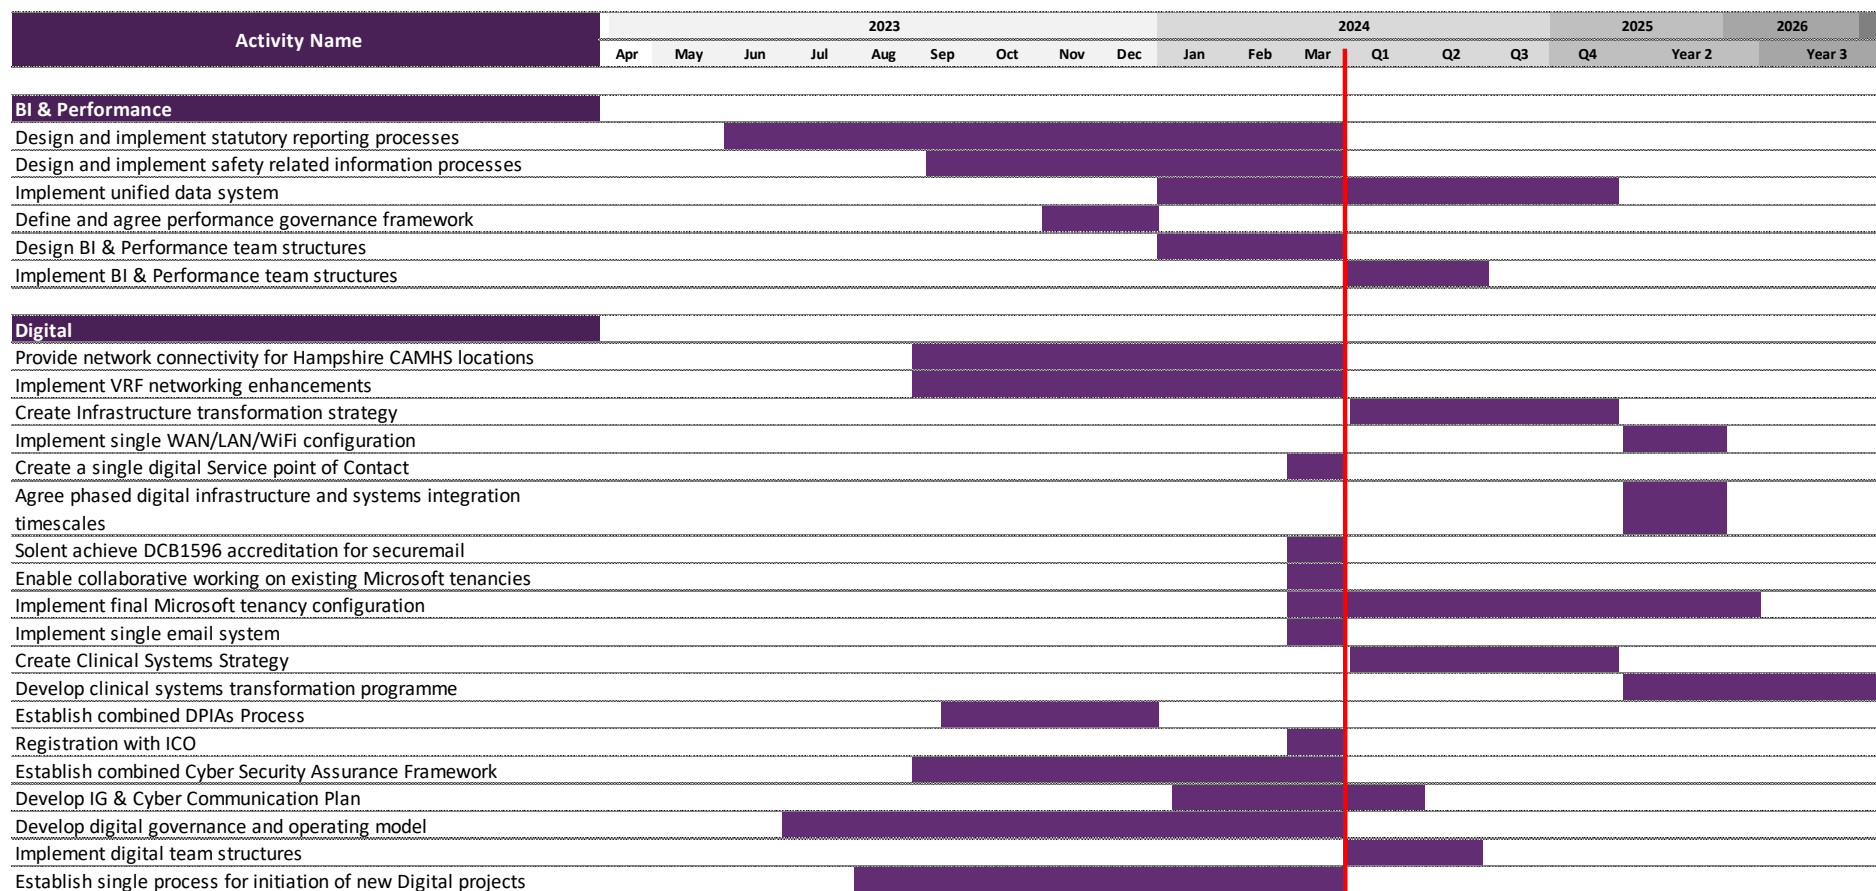 Activity Name
2023 2024 2025 2026
Apr May Jun Jul Aug Sep Oct Nov Dec Jan Feb Mar Q1 Q2 Q3 Q4 Year 2 Year 3
BI & Performance
Design and implement statutory reporting processes
Design and implement safety related information processes
Implement unified data system
Define and agree performance governance framework
Design BI & Performance team structures
Implement BI & Performance team structures
Digital
Provide network connectivity for Hampshire CAMHS locations
Implement VRF networking enhancements
Create Infrastructure transformation strategy
Implement single WAN/LAN/WiFi configuration
Create a single digital Service point of Contact
Agree phased digital infrastructure and systems integration
timescales
Solent achieve DCB1596 accreditation for securemail
Enable collaborative working on existing Microsoft tenancies
Implement final Microsoft tenancy configuration
Implement single email system
Create Clinical Systems Strategy
Develop clinical systems transformation programme
Establish combined DPIAs Process
Registration with ICO
Establish combined Cyber Security Assurance Framework
Develop IG & Cyber Communication Plan
Develop digital governance and operating model
Implement digital team structures
Establish single process for initiation of new Digital projects